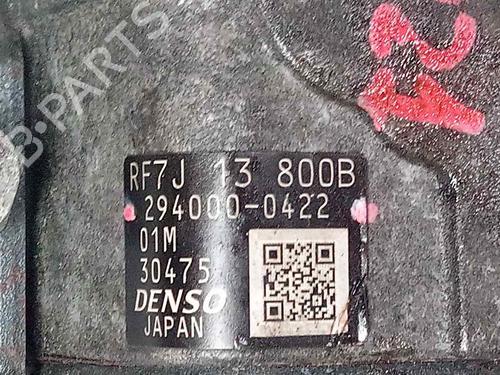 B-PARTS
RF7J 13 800B
294000-0422
01M
30475
DENSO
JAPAN